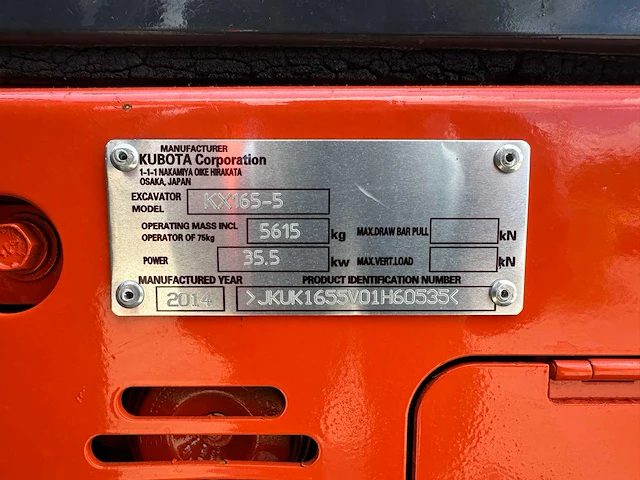 MANUFACTURER
KUBOTA Corporation
1-1-1 NAKAMIYA OIKE HIRAKATA
OSAKA, JAPAN
EXCAVATOR MODEL KX165-5
OPERATING MASS INCL. OPERATOR OF 75kg 5615 kg MAX.DRAW BAR PULL kN
POWER 35.5 kw MAX.VERT.LOAD kN
MANUFACTURED YEAR PRODUCT IDENTIFICATION NUMBER
2014 >JKUK1655V01H60535<